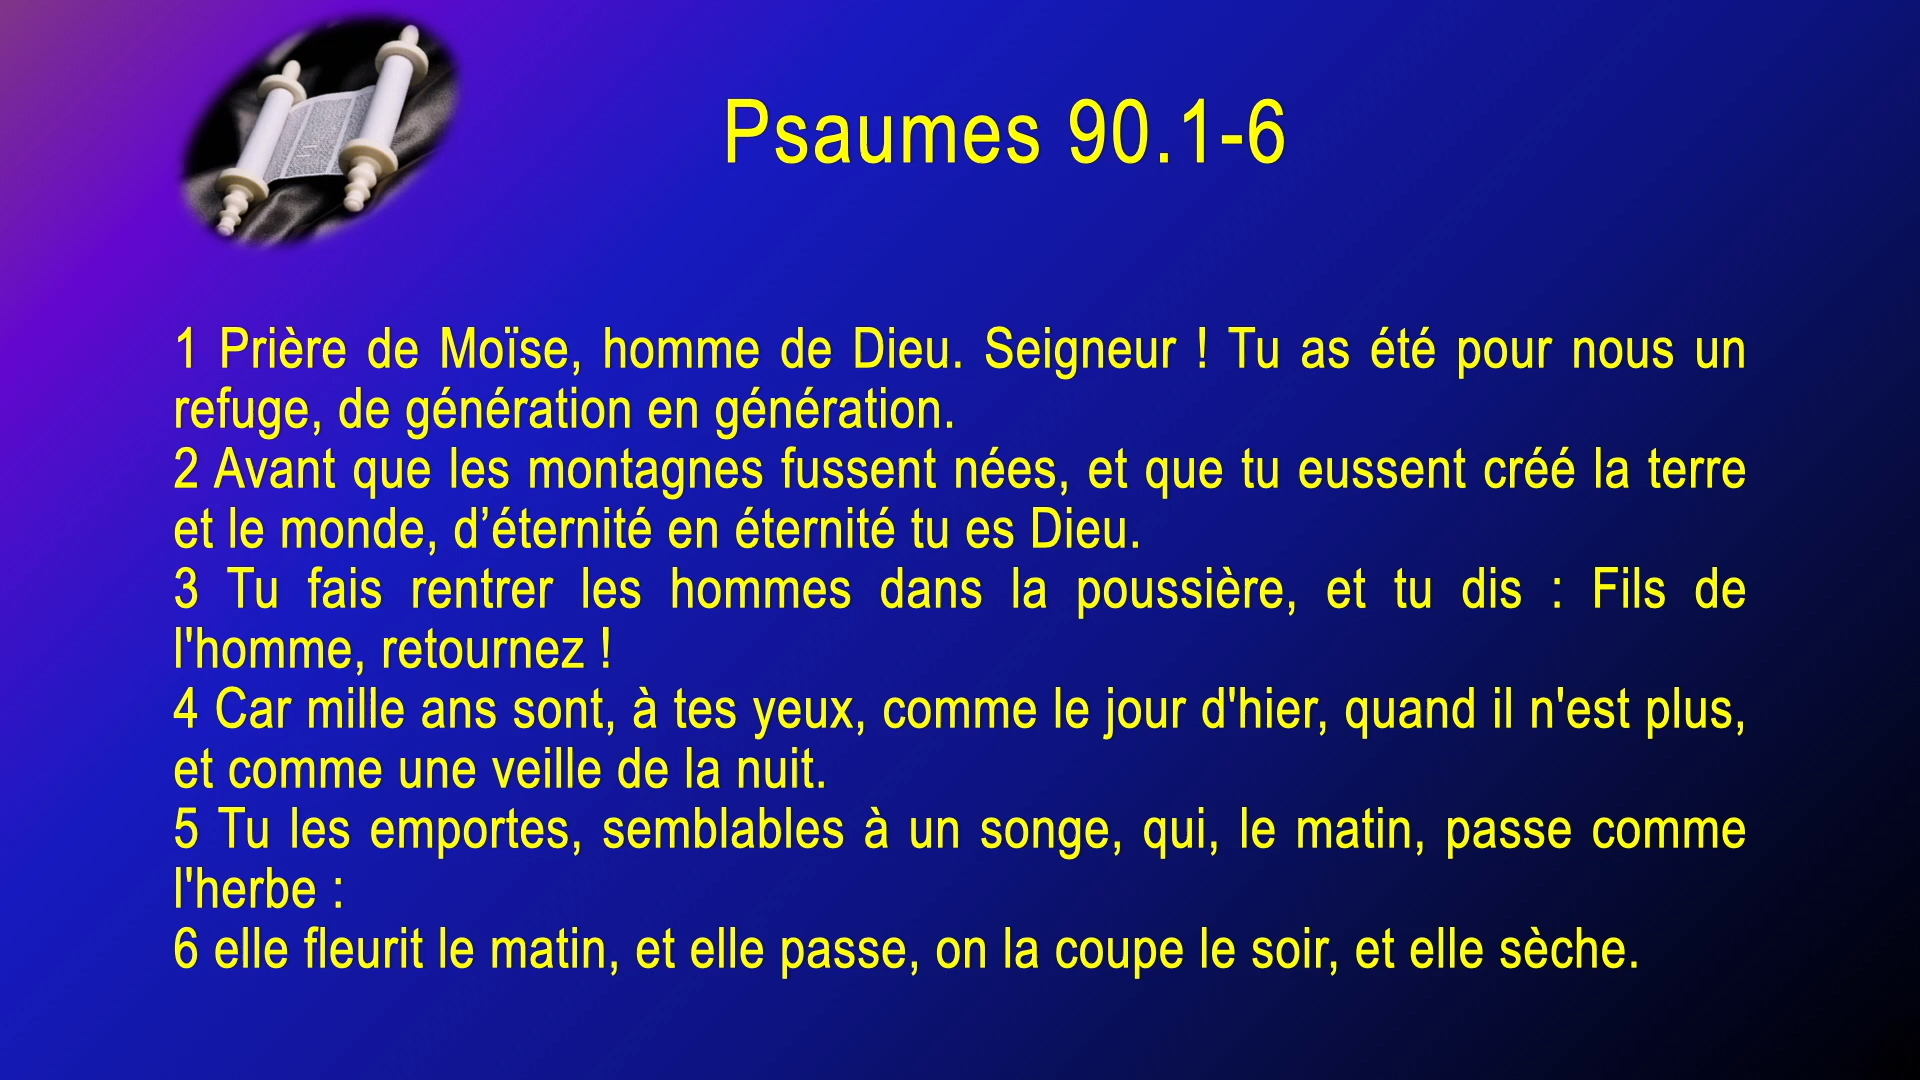 Psaumes 90.1-6
1 Prière de Moïse, homme de Dieu. Seigneur ! Tu as été pour nous un
refuge, de génération en génération.
2 Avant que les montagnes fussent nées, et que tu eussent créé la terre
et le monde, d’éternité en éternité tu es Dieu.
3 Tu fais rentrer les hommes dans la poussière, et tu dis : Fils de
l'homme, retournez !
4 Car mille ans sont, à tes yeux, comme le jour d'hier, quand il n'est plus,
et comme une veille de la nuit.
5 Tu les emportes, semblables à un songe, qui, le matin, passe comme
l'herbe :
6 elle fleurit le matin, et elle passe, on la coupe le soir, et elle sèche.